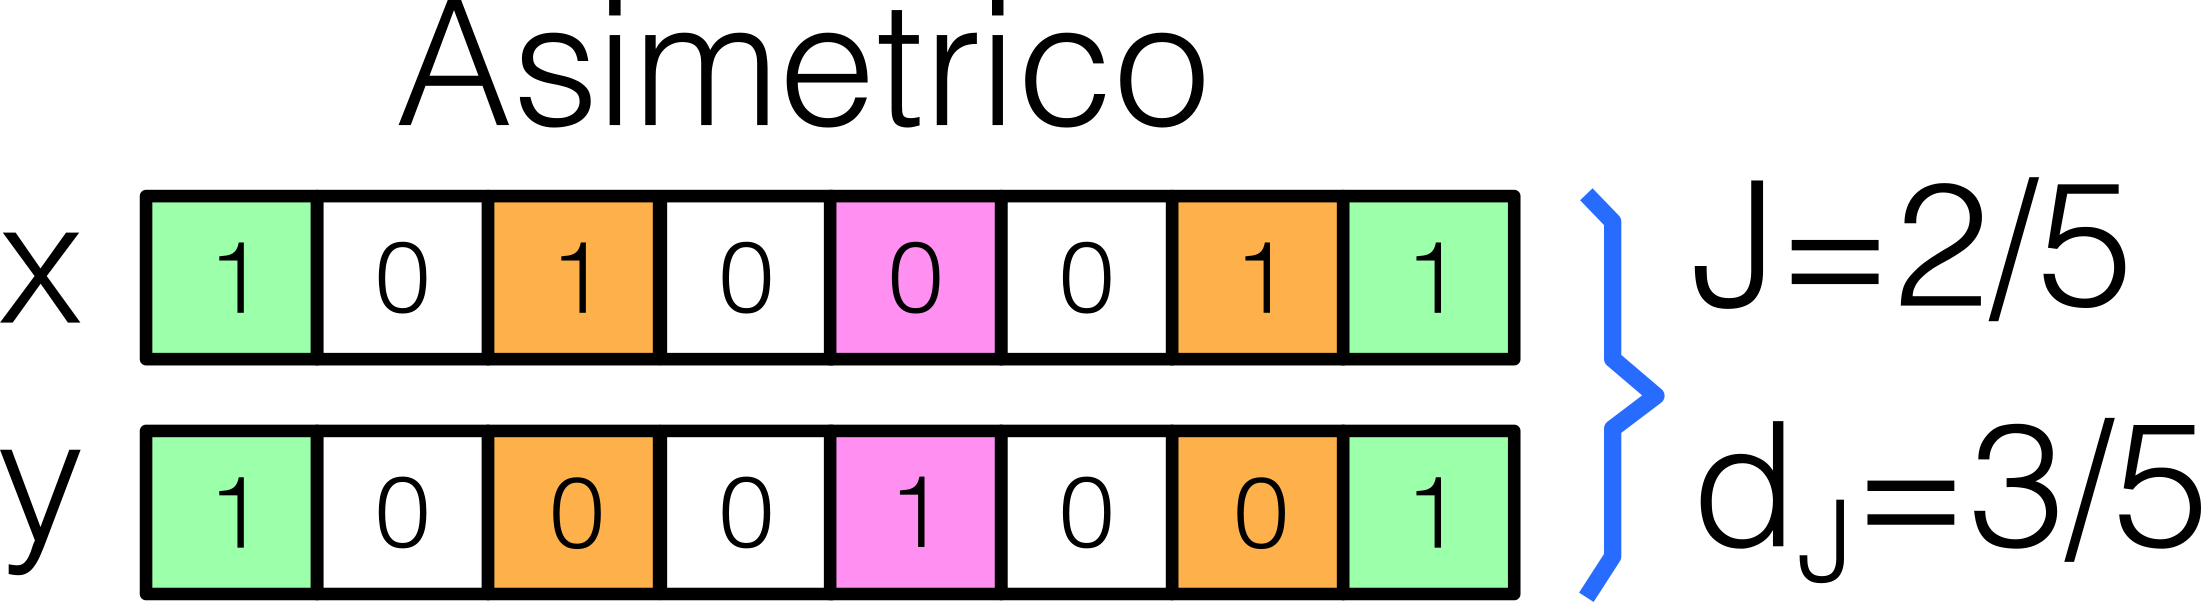 Asimetrico
x 1 0 1 0 0 0 1 1 J=2/5
y 1 0 0 0 1 0 0 1 dJ=3/5